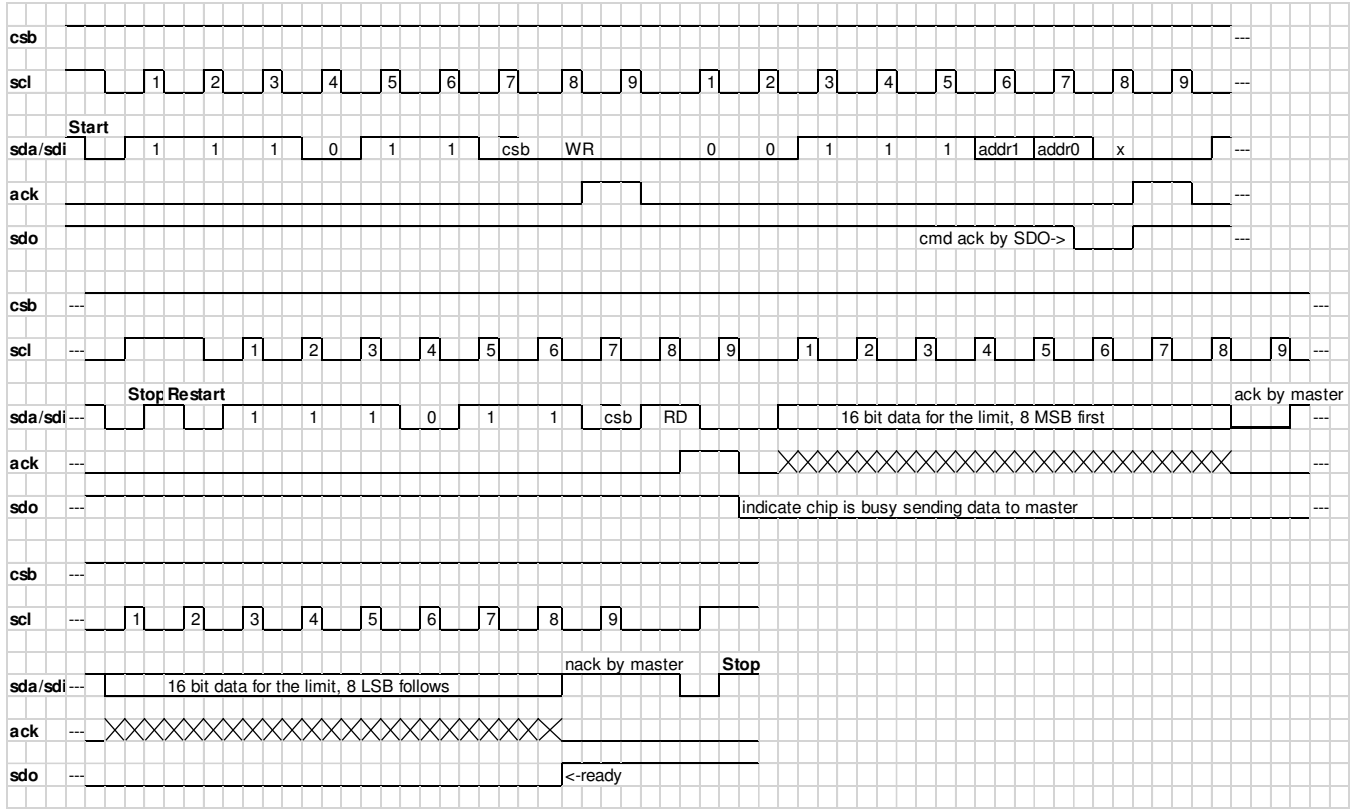 csb ---
scl 1 2 3 4 5 6 7 8 9 1 2 3 4 5 6 7 8 9 ---
Start
sda/sdi 1 1 1 0 1 1 csb WR 0 0 1 1 1 addr1 addr0 x ---
ack ---
sdo cmd ack by SDO-> ---
csb --- ---
scl --- 1 2 3 4 5 6 7 8 9 1 2 3 4 5 6 7 8 9 ---
Stop Restart ack by master
sda/sdi --- 1 1 1 0 1 1 csb RD 16 bit data for the limit, 8 MSB first ---
ack --- ---
sdo --- indicate chip is busy sending data to master ---
csb ---
scl --- 1 2 3 4 5 6 7 8 9
nack by master Stop
sda/sdi --- 16 bit data for the limit, 8 LSB follows
ack ---
sdo --- <-ready